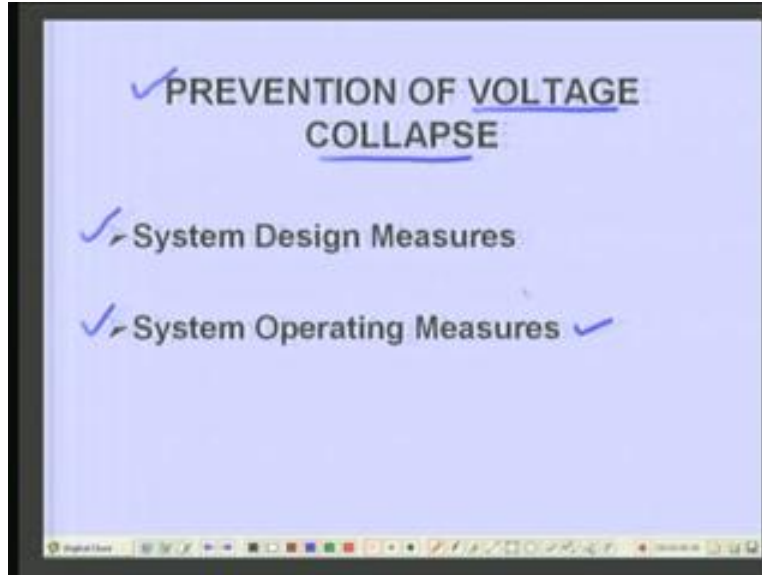 PREVENTION OF VOLTAGE
COLLAPSE
System Design Measures
System Operating Measures